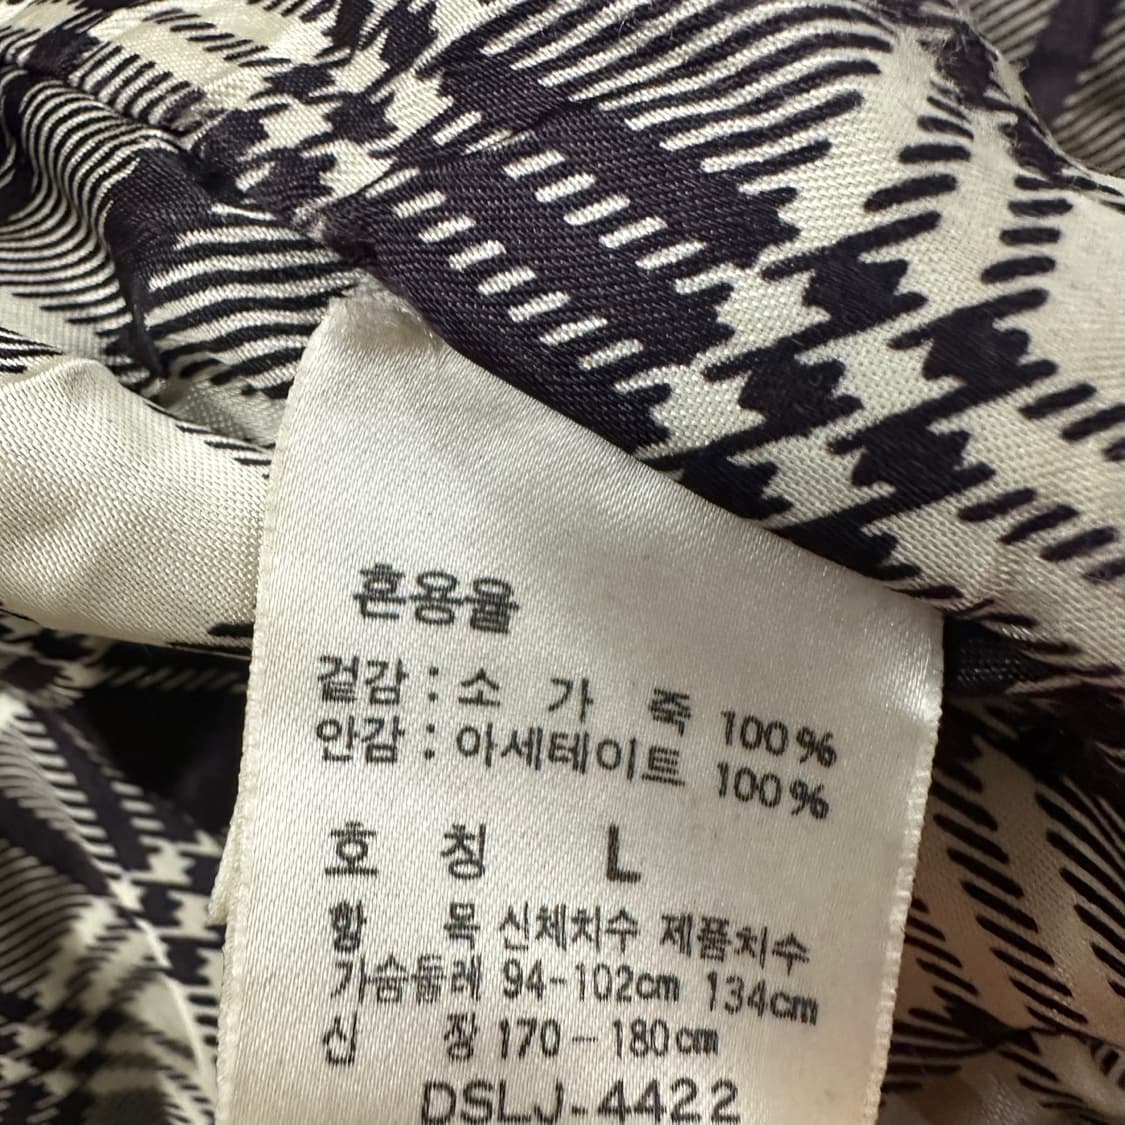 혼용율
겉감 : 소 가 죽 100%
안감 : 아세테이트 100%
호 칭 L
항 목 신체치수 제품치수
가슴둘레 94-102cm 134cm
신 장 170-180cm
DSLJ-4422